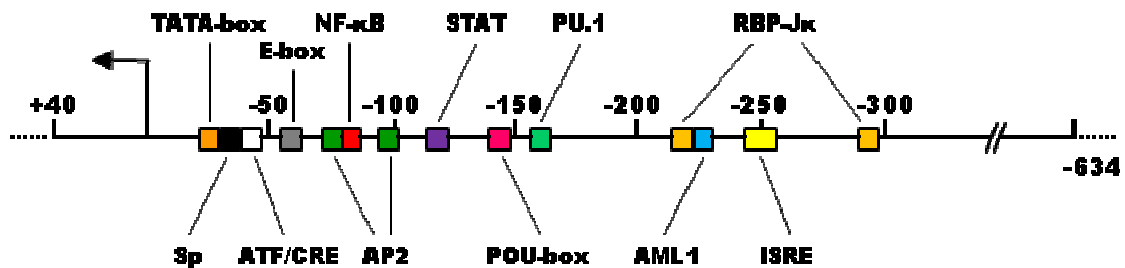 TATA-box NF-κB STAT PU.1 RBP-Jκ
E-box
+40 -50 -100 -150 -200 -250 -300
-634
Sp ATF/CRE AP2 POU-box AML1 ISRE